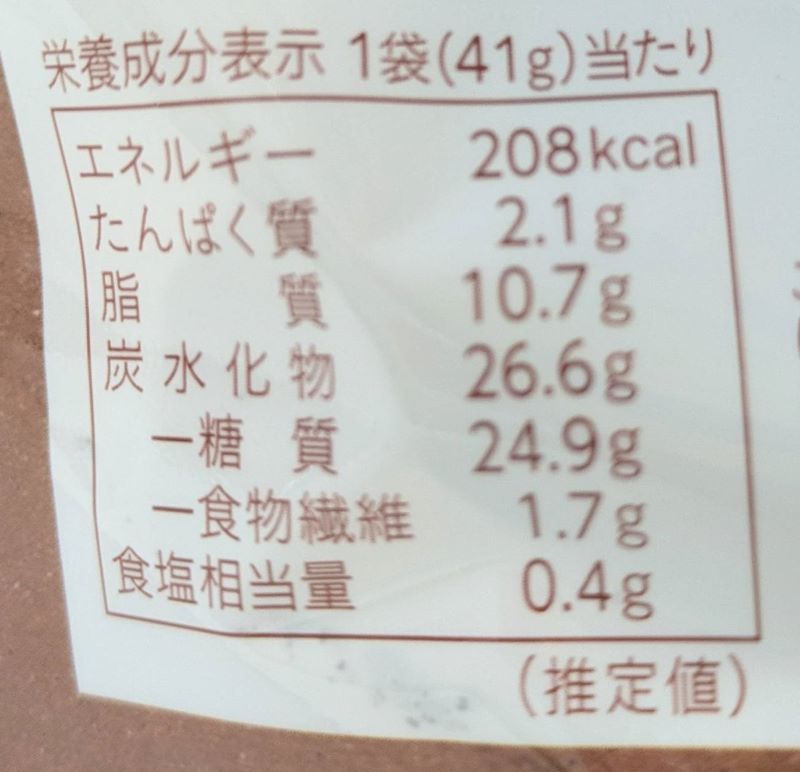 栄養成分表示 1袋(41g)当たり
エネルギー 208kcal
たんぱく質 2.1g
脂質 10.7g
炭水化物 26.6g
ー糖質 24.9g
ー食物繊維 1.7g
食塩相当量 0.4g
(推定値)